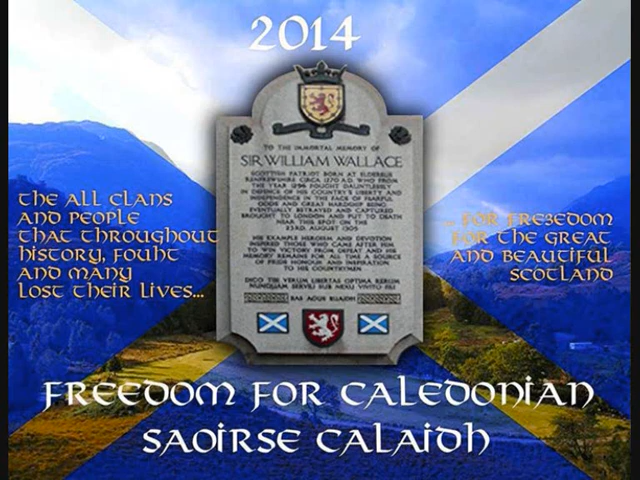 2014
TO THE IMMORTAL MEMORY OF
SIR WILLIAM WALLACE
SCOTTISH PATRIOT BORN AT ELDERSLIE
RENFREWSHIRE CIRCA 1270 A.D. WHO FROM
THE YEAR 1296 FOUGHT DAUNTLESSLY
IN DEFENCE OF HIS COUNTRY'S LIBERTY AND
INDEPENDENCE IN THE FACE OF FEARFUL
ODDS AND GREAT HARDSHIP BEING
EVENTUALLY BETRAYED AND CAPTURED
BROUGHT TO LONDON AND PUT TO DEATH
NEAR THIS SPOT ON THE
23RD. AUGUST 1305
HIS EXAMPLE HEROISM AND DEVOTION
INSPIRED THOSE WHO CAME AFTER HIM
TO WIN VICTORY FROM DEFEAT AND HIS
MEMORY REMAINS FOR ALL TIME A SOURCE
OF PRIDE HONOUR AND INSPIRATION
TO HIS COUNTRYMEN
DICO TIBI VERUM LIBERTAS OPTIMA RERUM
NUNQUAM SERVILI SUB NEXU VIVITO FILI
BAS AGUS BUAIDH
the all clans
and people
that throughout
history, fouht
and many
lost their lives...
... for fre3edom
for the great
and beautiful
scotland
freedom for caledonian
saoirse calaidh